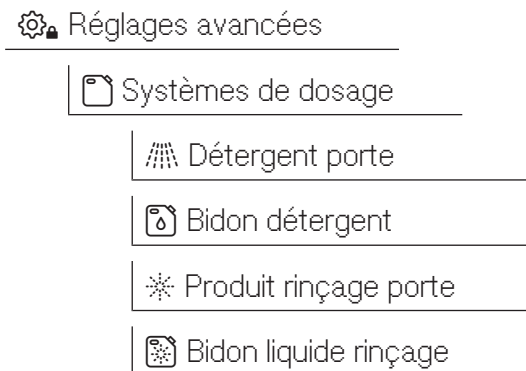 Réglages avancées
Systèmes de dosage
Détergent porte
Bidon détergent
Produit rinçage porte
Bidon liquide rinçage